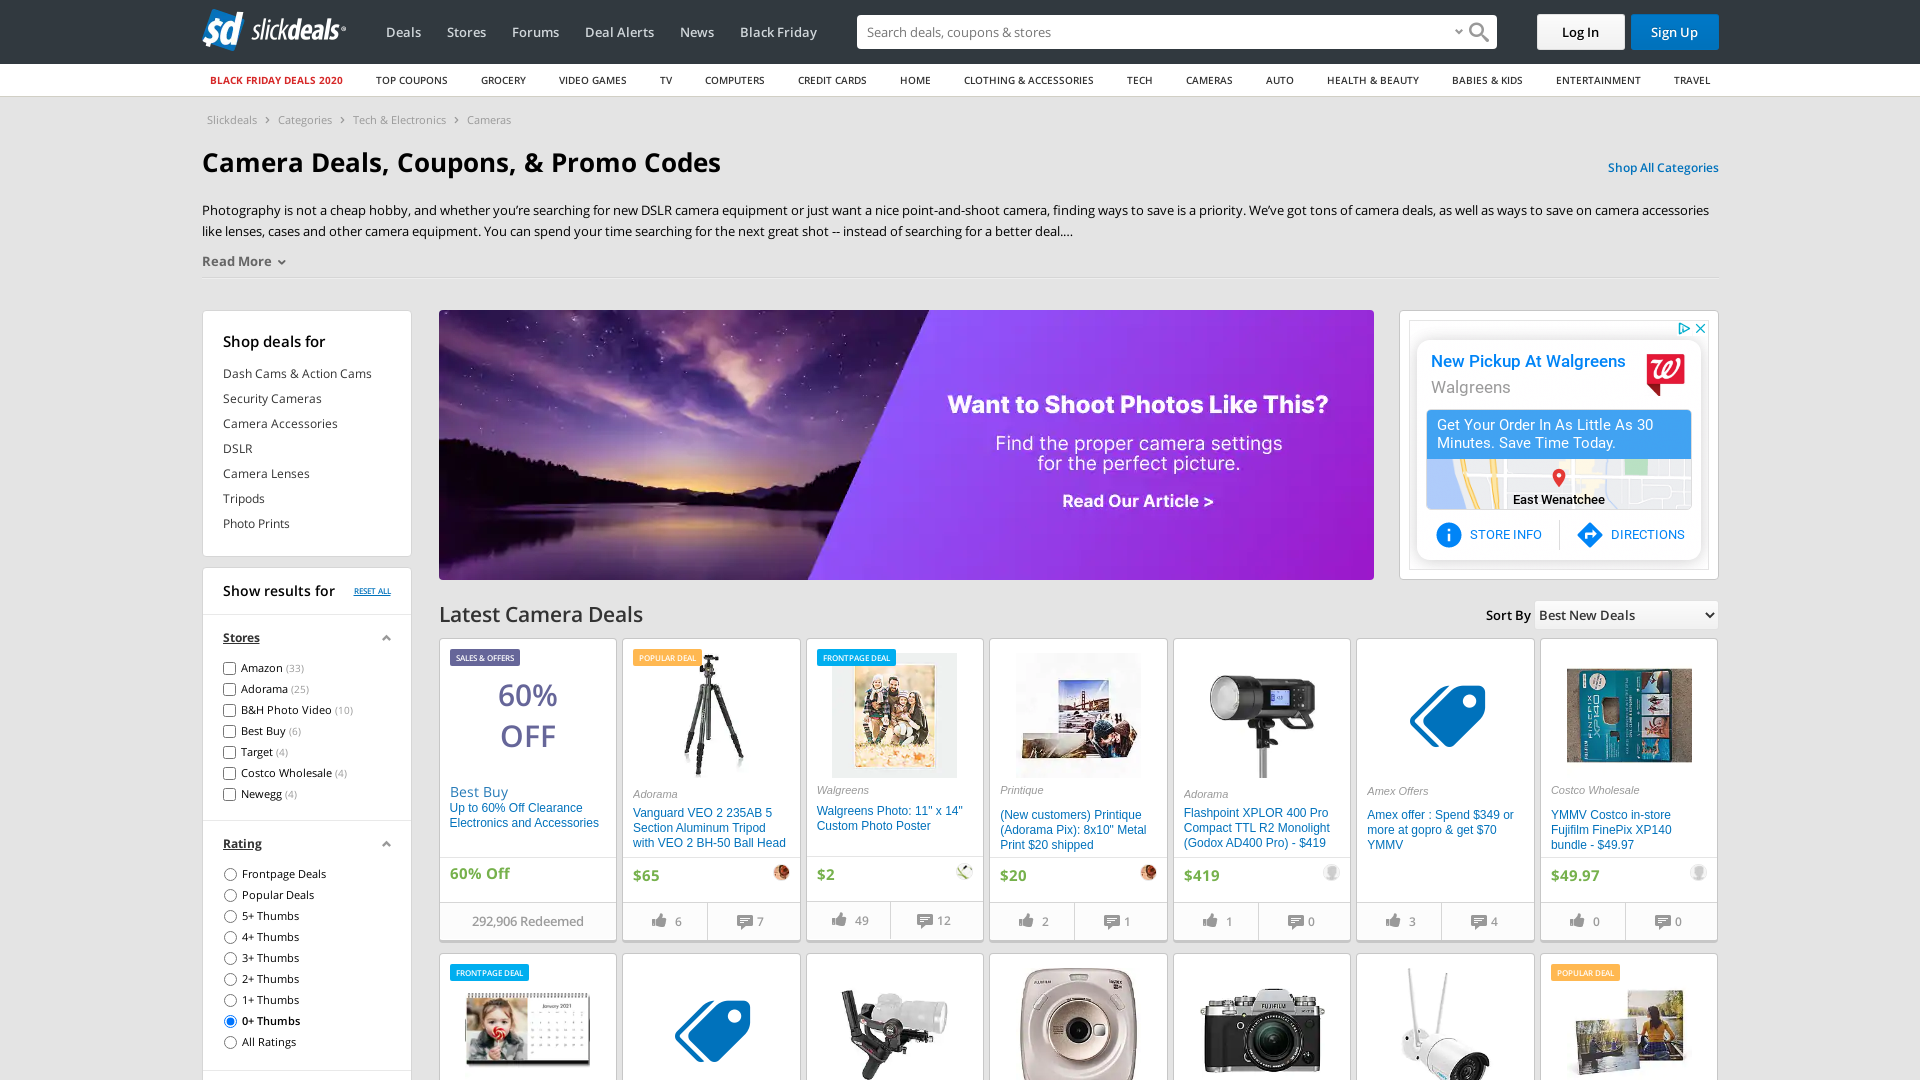 sd slickdeals
Deals
Stores
Forums
Deal Alerts
News
Black Friday
Search deals, coupons & stores
Log In
Sign Up
BLACK FRIDAY DEALS 2020
TOP COUPONS
GROCERY
VIDEO GAMES
TV
COMPUTERS
CREDIT CARDS
HOME
CLOTHING & ACCESSORIES
TECH
CAMERAS
AUTO
HEALTH & BEAUTY
BABIES & KIDS
ENTERTAINMENT
TRAVEL
Slickdeals > Categories > Tech & Electronics > Cameras
Camera Deals, Coupons, & Promo Codes
Shop All Categories
Photography is not a cheap hobby, and whether you’re searching for new DSLR camera equipment or just want a nice point-and-shoot camera, finding ways to save is a priority. We’ve got tons of camera deals, as well as ways to save on camera accessories
like lenses, cases and other camera equipment. You can spend your time searching for the next great shot -- instead of searching for a better deal....
Read More
Shop deals for
Dash Cams & Action Cams
Security Cameras
Camera Accessories
DSLR
Camera Lenses
Tripods
Photo Prints
Show results for
RESET ALL
Stores
Amazon (33)
Adorama (25)
B&H Photo Video (10)
Best Buy (6)
Target (4)
Costco Wholesale (4)
Newegg (4)
Rating
Frontpage Deals
Popular Deals
5+ Thumbs
4+ Thumbs
3+ Thumbs
2+ Thumbs
1+ Thumbs
0+ Thumbs
All Ratings
Want to Shoot Photos Like This?
Find the proper camera settings
for the perfect picture.
Read Our Article >
New Pickup At Walgreens
Walgreens
W
Get Your Order In As Little As 30
Minutes. Save Time Today.
East Wenatchee
STORE INFO
DIRECTIONS
Latest Camera Deals
Sort By
Best New Deals
SALES & OFFERS
60%
OFF
Best Buy
Up to 60% Off Clearance
Electronics and Accessories
60% Off
292,906 Redeemed
POPULAR DEAL
Adorama
Vanguard VEO 2 235AB 5
Section Aluminum Tripod
with VEO 2 BH-50 Ball Head
$65
6
7
FRONTPAGE DEAL
Walgreens
Walgreens Photo: 11" x 14"
Custom Photo Poster
$2
49
12
Printique
(New customers) Printique
(Adorama Pix): 8x10" Metal
Print $20 shipped
$20
2
1
Adorama
Flashpoint XPLOR 400 Pro
Compact TTL R2 Monolight
(Godox AD400 Pro) - $419
$419
1
0
Amex Offers
Amex offer : Spend $349 or
more at gopro & get $70
YMMV
3
4
FINEPIX
XP140
Costco Wholesale
YMMV Costco in-store
Fujifilm FinePix XP140
bundle - $49.97
$49.97
0
0
FRONTPAGE DEAL
January 2021
FUJIFILM
POPULAR DEAL